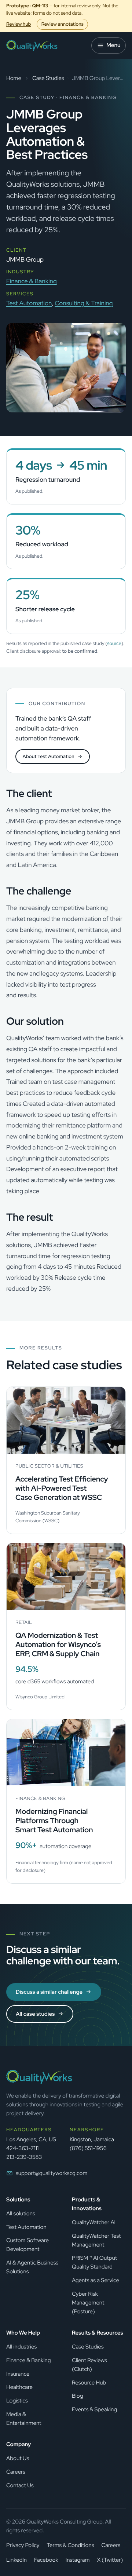 Prototype · QM-113 — for internal review only. Not the
live website; forms do not send data.
Review hub
Review annotations
QualityWorks
Menu
Home
Case Studies
JMMB Group Lever...
CASE STUDY · FINANCE & BANKING
JMMB Group
Leverages
Automation &
Best Practices
After implementing the
QualityWorks solutions, JMMB
achieved faster regression testing
turnaround time, a 30% reduced
workload, and release cycle times
reduced by 25%.
CLIENT
JMMB Group
INDUSTRY
Finance & Banking
SERVICES
Test Automation, Consulting & Training
4 days → 45 min
Regression turnaround
As published.
30%
Reduced workload
As published.
25%
Shorter release cycle
As published.
Results as reported in the published case study (source).
Client disclosure approval: to be confirmed.
OUR CONTRIBUTION
Trained the bank's QA staff
and built a data-driven
automation framework.
About Test Automation →
The client
As a leading money market broker, the
JMMB Group provides an extensive range
of financial options, including loans and
investing. They work with over 412,000
clients and their families in the Caribbean
and Latin America.
The challenge
The increasingly competitive banking
market required the modernization of their
core banking, investment, remittance, and
pension services. The testing workload was
overwhelming due to the amount of
customization and integrations between
the new and legacy databases. Leadership
lacked visibility into the testing progress
and results.
Our solution
QualityWorks' team worked with the bank's
over eight months to co-create existing QA
testing solutions to the bank's particular
of their challenges. The approach included:
Trained team on test case management
best practices to reduce feedback cycle
times Created a data-driven automated
framework to bring speed to testing efforts
in modernizing their remittance platform and
new online banking and investment system
Provided a hands-on 2-week training on
using/running their automated scripts
Development of an executive report that
updated automatically while testing was
taking place
The result
After implementing the QualityWorks
solutions, JMMB achieved Faster
turnaround time for regression testing
going from 4 days to 45 minutes Reduced
workload by 30% Release cycle time
reduced by 25%
MORE RESULTS
Related case studies
PUBLIC SECTOR & UTILITIES
Accelerating Test Efficiency
with AI-Powered Test
Case Generation at WSSC
Washington Suburban Sanitary
Commission (WSSC)
RETAIL
QA Modernization & Test
Automation for Wisynco's
ERP, CRM & Supply Chain
94.5%
core d365 workflows automated
Wisynco Group Limited
FINANCE & BANKING
Modernizing Financial
Platforms Through
Smart Test Automation
90%+ automation coverage
Financial technology firm (name not approved
for disclosure)
NEXT STEP
Discuss a similar
challenge with our team.
Discuss a similar challenge →
All case studies →
QualityWorks
We enable the delivery of transformative digital
solutions through innovations in testing and agile
project delivery.
HEADQUARTERS
Los Angeles, CA, US
424-363-7111
213-239-3583
NEARSHORE
Kingston, Jamaica
(876) 551-9156
support@qualityworkscg.com
Solutions
All solutions
Test Automation
Custom Software
Development
AI & Agentic Business
Solutions
Products &
Innovations
QualityWatcher AI
QualityWatcher Test
Management
PRISM™ AI Output
Quality Standard
Agents as a Service
Cyber Risk
Management
(Posture)
Who We Help
All industries
Finance & Banking
Insurance
Healthcare
Logistics
Media &
Entertainment
Results & Resources
Case Studies
Client Reviews
(Clutch)
Resource Hub
Blog
Events & Speaking
Company
About Us
Careers
Contact Us
© 2026 QualityWorks Consulting Group. All
rights reserved.
Privacy Policy
Terms & Conditions
Careers
LinkedIn
Facebook
Instagram
X (Twitter)